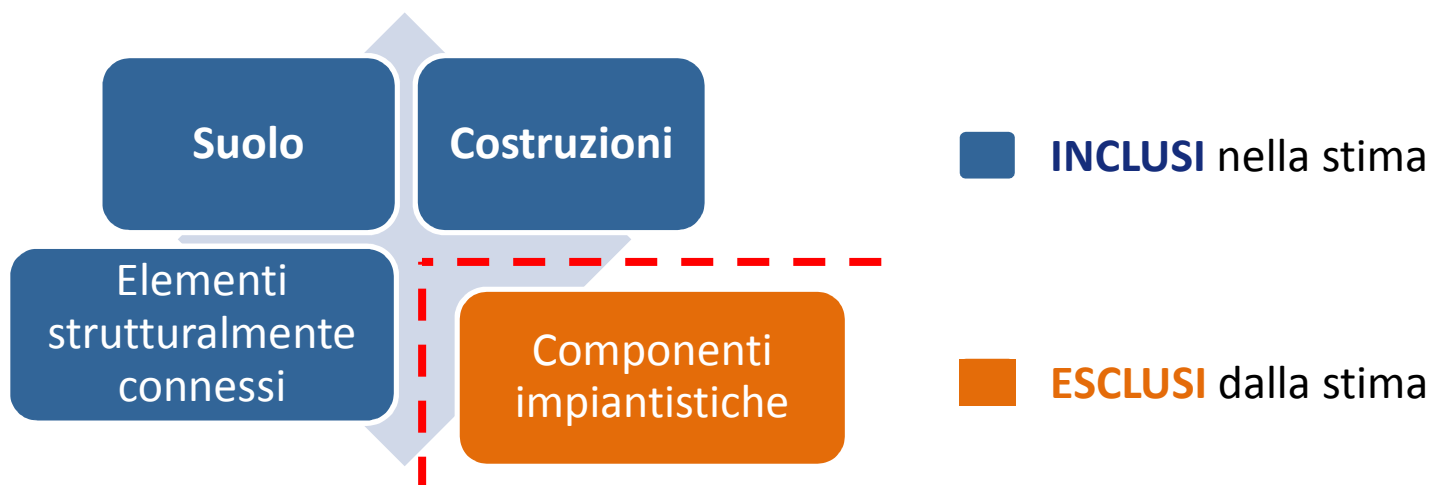 Suolo
Costruzioni
INCLUSI nella stima
Elementi
strutturalmente
connessi
Componenti
impiantistiche
ESCLUSI dalla stima